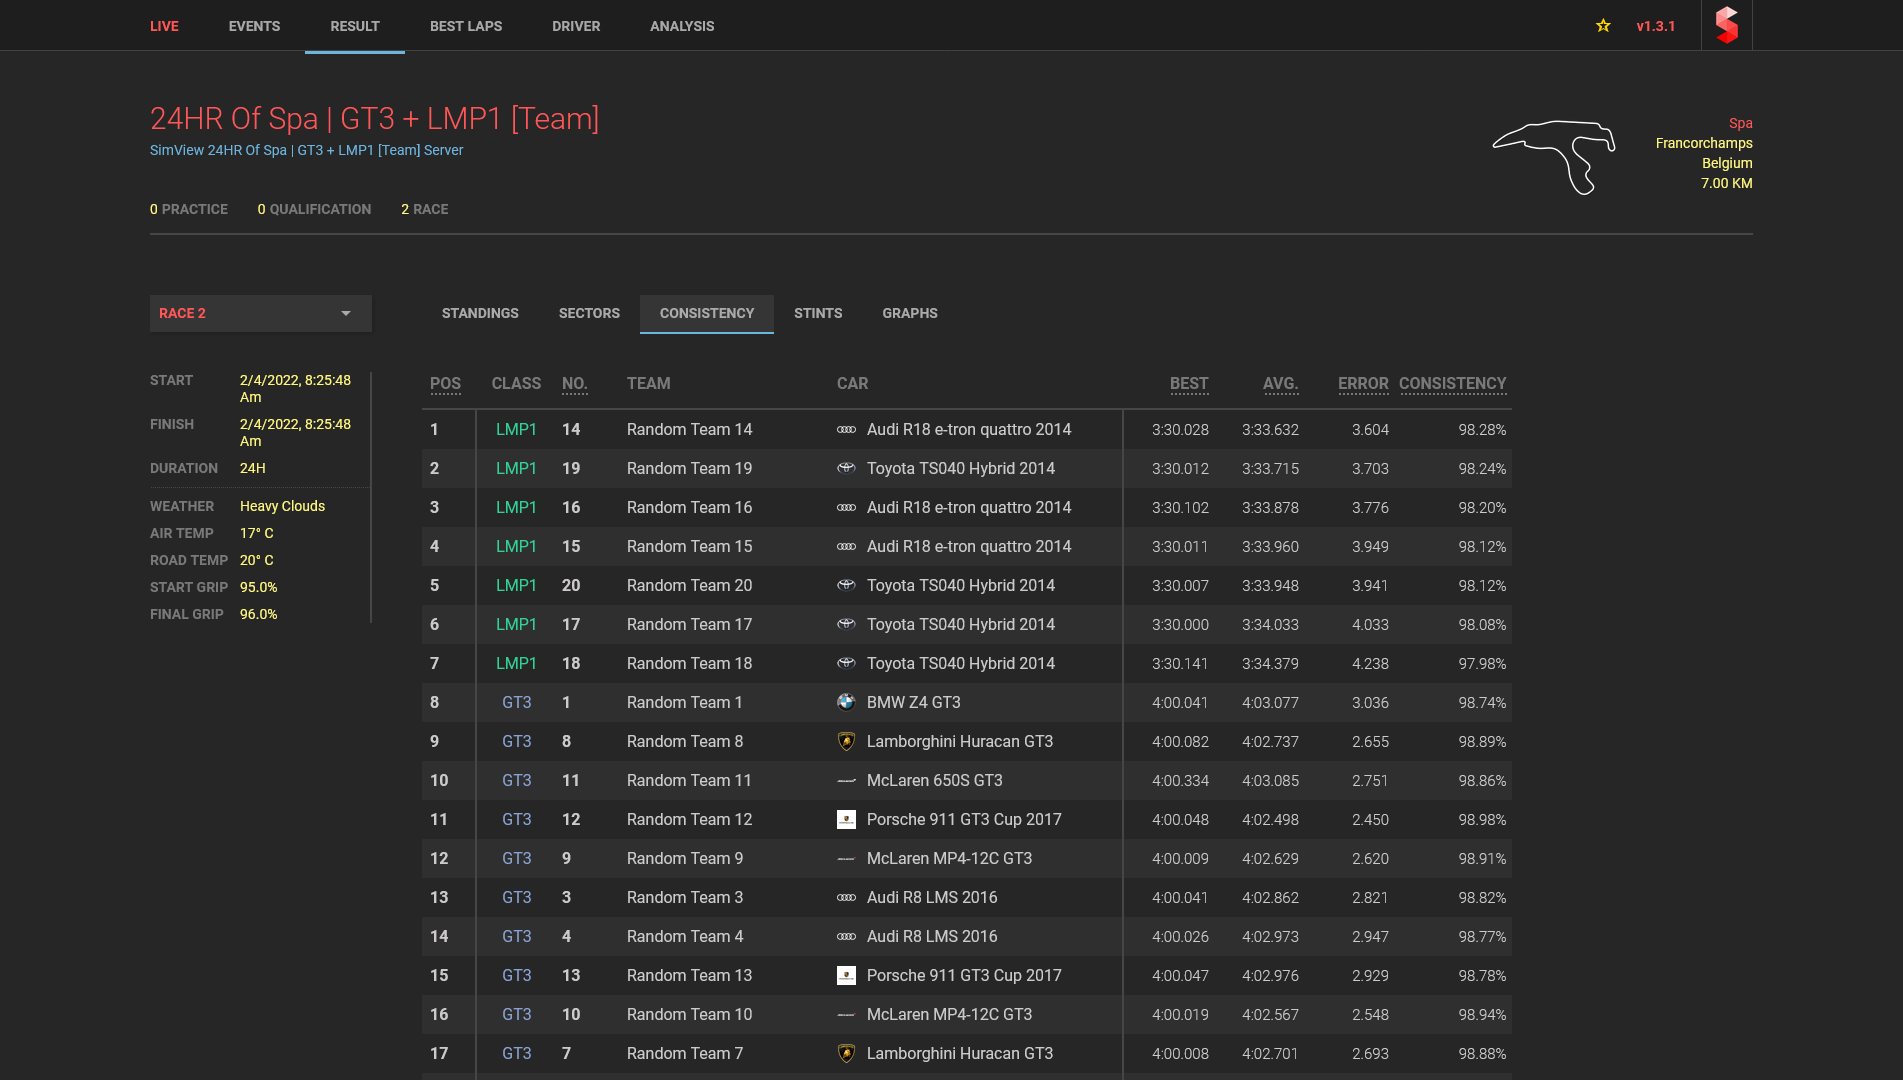 LIVE EVENTS RESULT BEST LAPS DRIVER ANALYSIS v1.3.1
24HR Of Spa | GT3 + LMP1 [Team]
SimView 24HR Of Spa | GT3 + LMP1 [Team] Server
Spa
Francorchamps
Belgium
7.00 KM
0 PRACTICE 0 QUALIFICATION 2 RACE
RACE 2
STANDINGS SECTORS CONSISTENCY STINTS GRAPHS
START 2/4/2022, 8:25:48
Am
FINISH 2/4/2022, 8:25:48
Am
DURATION 24H
WEATHER Heavy Clouds
AIR TEMP 17° C
ROAD TEMP 20° C
START GRIP 95.0%
FINAL GRIP 96.0%
POS CLASS NO. TEAM CAR BEST AVG. ERROR CONSISTENCY
1 LMP1 14 Random Team 14 Audi R18 e-tron quattro 2014 3:30.028 3:33.632 3.604 98.28%
2 LMP1 19 Random Team 19 Toyota TS040 Hybrid 2014 3:30.012 3:33.715 3.703 98.24%
3 LMP1 16 Random Team 16 Audi R18 e-tron quattro 2014 3:30.102 3:33.878 3.776 98.20%
4 LMP1 15 Random Team 15 Audi R18 e-tron quattro 2014 3:30.011 3:33.960 3.949 98.12%
5 LMP1 20 Random Team 20 Toyota TS040 Hybrid 2014 3:30.007 3:33.948 3.941 98.12%
6 LMP1 17 Random Team 17 Toyota TS040 Hybrid 2014 3:30.000 3:34.033 4.033 98.08%
7 LMP1 18 Random Team 18 Toyota TS040 Hybrid 2014 3:30.141 3:34.379 4.238 97.98%
8 GT3 1 Random Team 1 BMW Z4 GT3 4:00.041 4:03.077 3.036 98.74%
9 GT3 8 Random Team 8 Lamborghini Huracan GT3 4:00.082 4:02.737 2.655 98.89%
10 GT3 11 Random Team 11 McLaren 650S GT3 4:00.334 4:03.085 2.751 98.86%
11 GT3 12 Random Team 12 Porsche 911 GT3 Cup 2017 4:00.048 4:02.498 2.450 98.98%
12 GT3 9 Random Team 9 McLaren MP4-12C GT3 4:00.009 4:02.629 2.620 98.91%
13 GT3 3 Random Team 3 Audi R8 LMS 2016 4:00.041 4:02.862 2.821 98.82%
14 GT3 4 Random Team 4 Audi R8 LMS 2016 4:00.026 4:02.973 2.947 98.77%
15 GT3 13 Random Team 13 Porsche 911 GT3 Cup 2017 4:00.047 4:02.976 2.929 98.78%
16 GT3 10 Random Team 10 McLaren MP4-12C GT3 4:00.019 4:02.567 2.548 98.94%
17 GT3 7 Random Team 7 Lamborghini Huracan GT3 4:00.008 4:02.701 2.693 98.88%